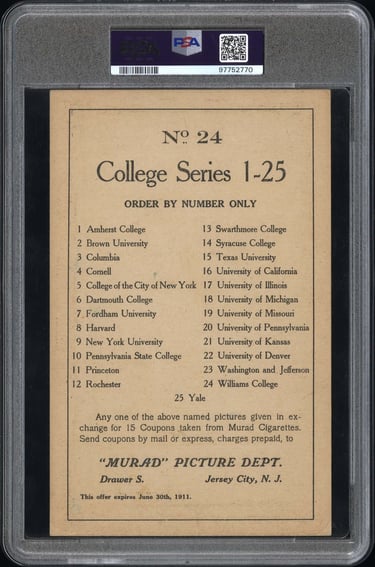 PSA
97752770
Nº 24
College Series 1-25
ORDER BY NUMBER ONLY
1 Amherst College
2 Brown University
3 Columbia
4 Cornell
5 College of the City of New York
6 Dartmouth College
7 Fordham University
8 Harvard
9 New York University
10 Pennsylvania State College
11 Princeton
12 Rochester
13 Swarthmore College
14 Syracuse College
15 Texas University
16 University of California
17 University of Illinois
18 University of Michigan
19 University of Missouri
20 University of Pennsylvania
21 University of Kansas
22 University of Denver
23 Washington and Jefferson
24 Williams College
25 Yale
Any one of the above named pictures given in ex-
change for 15 Coupons taken from Murad Cigarettes.
Send coupons by mail or express, charges prepaid, to
"MURAD" PICTURE DEPT.
Drawer S. Jersey City, N. J.
This offer expires June 30th, 1911.